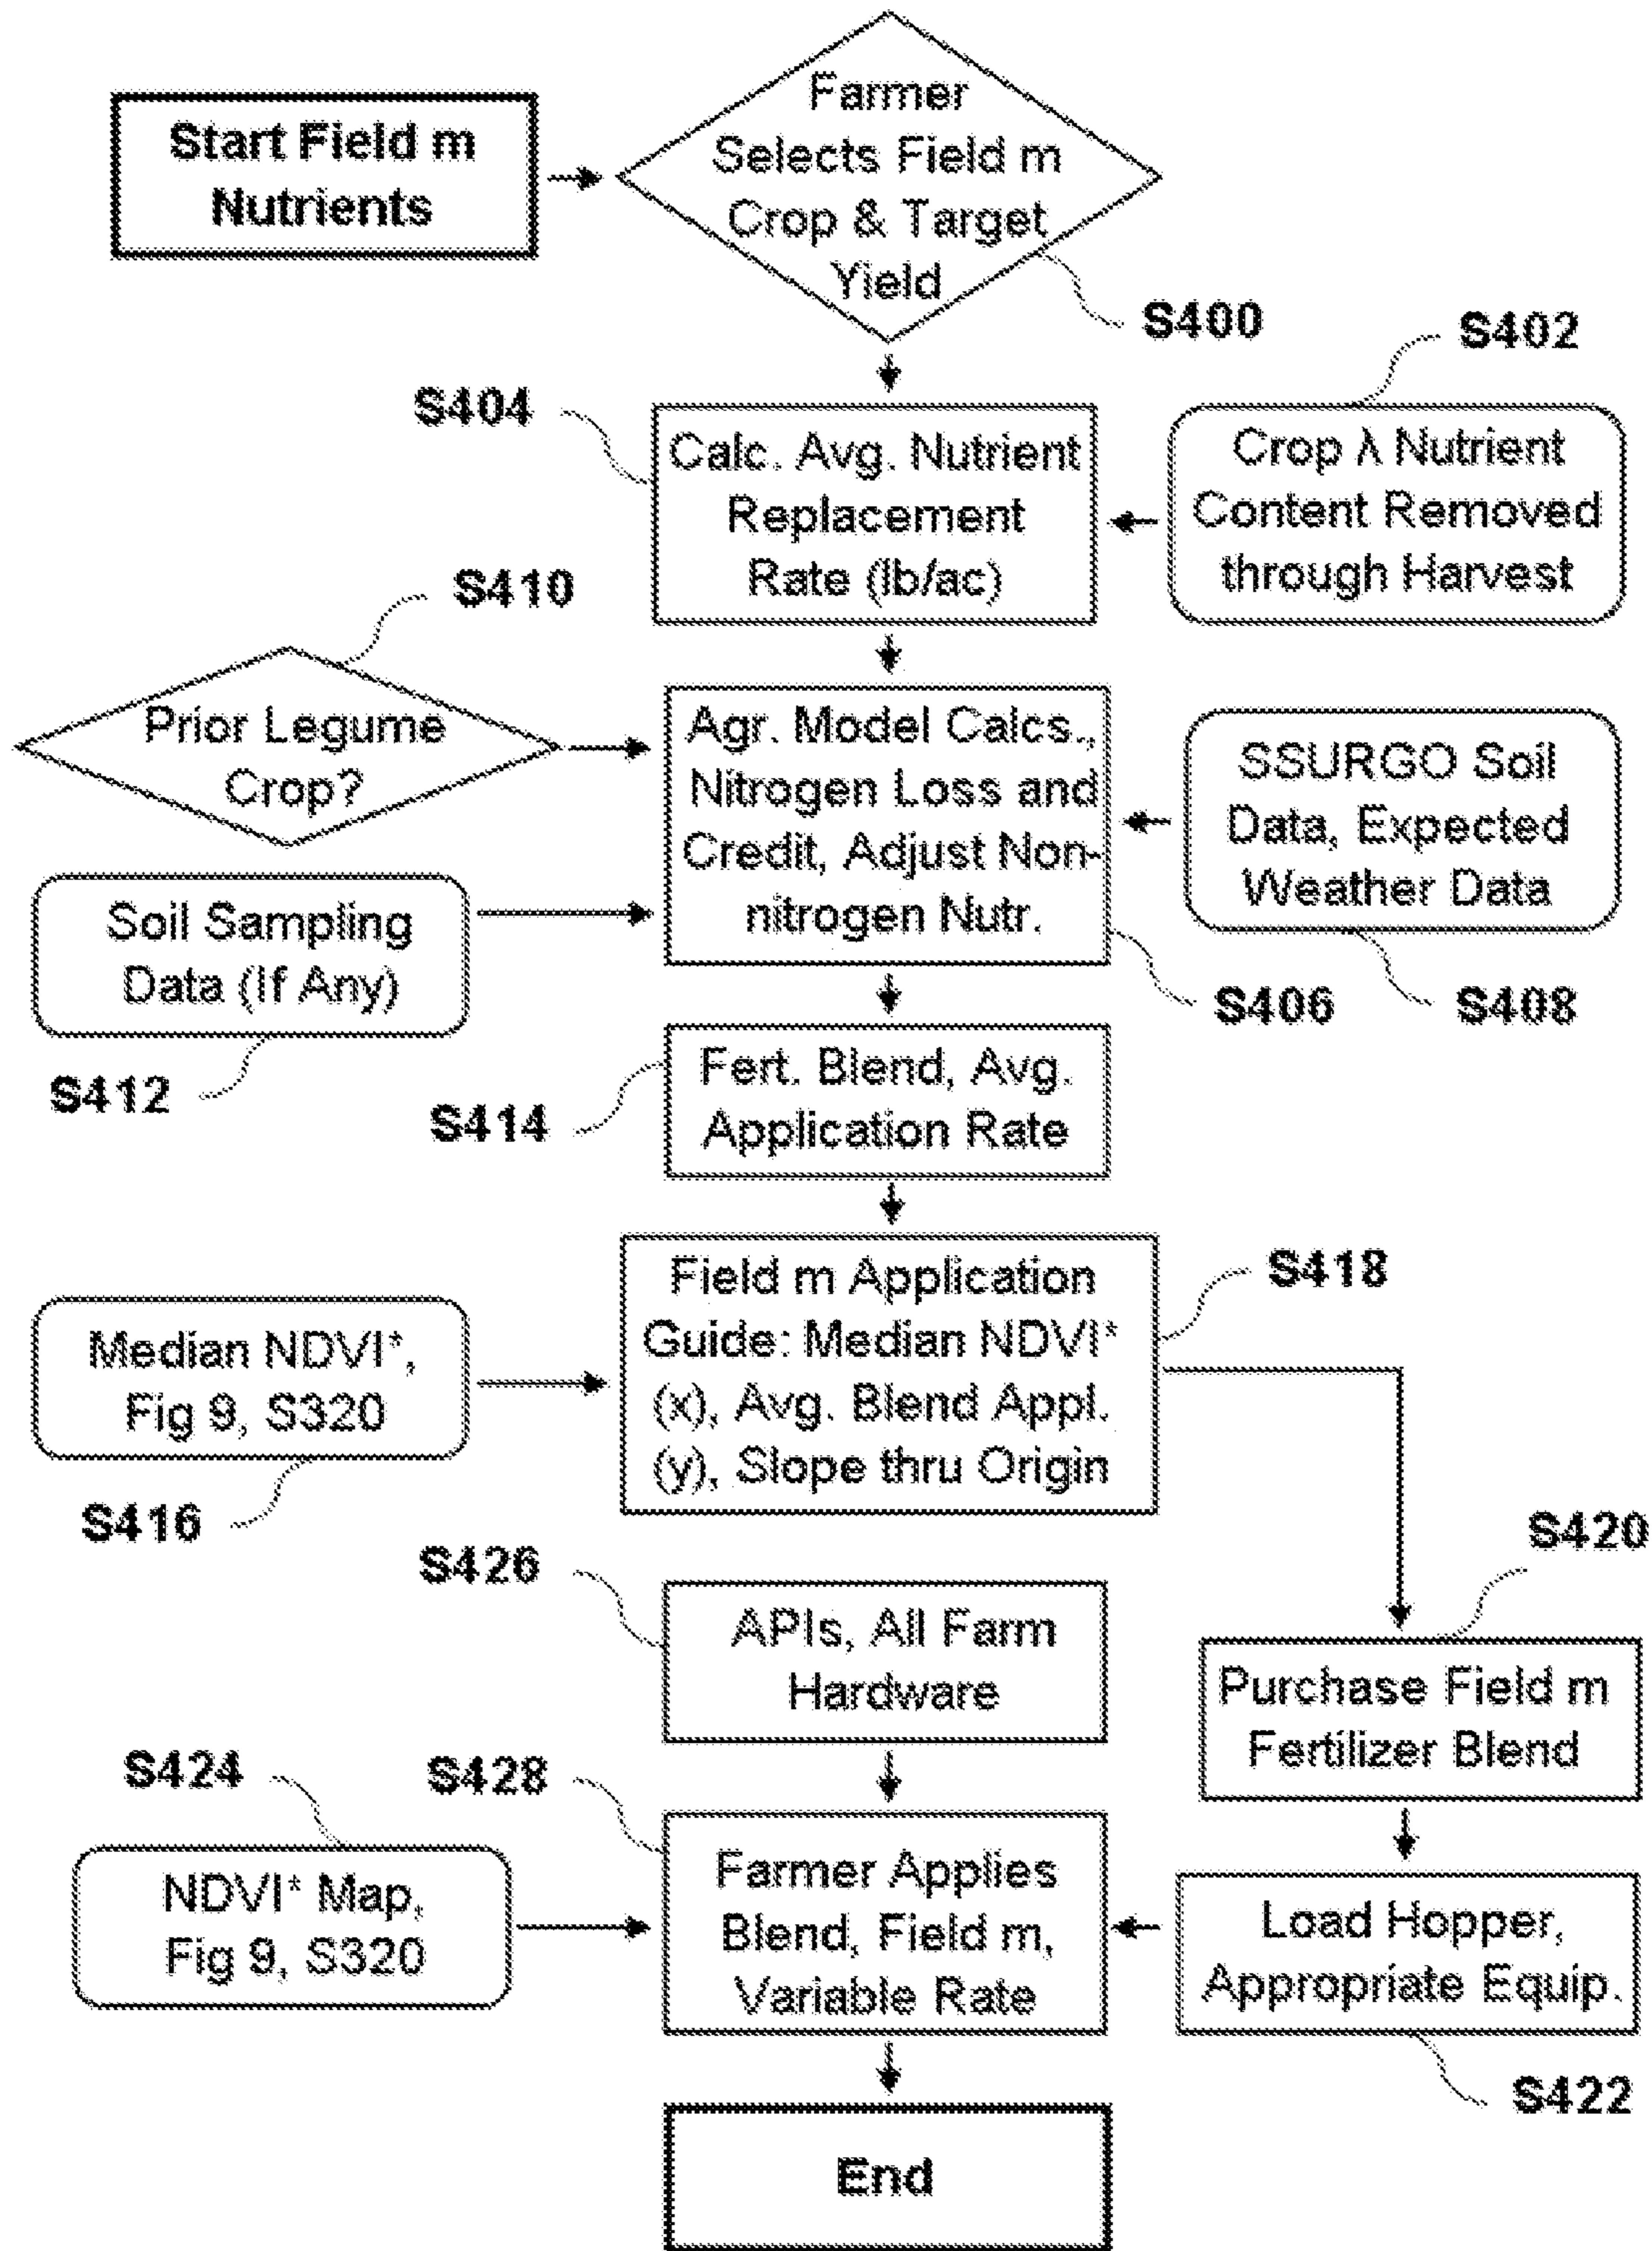 Start Field m
Nutrients
Farmer
Selects Field m
Crop & Target
Yield
S400
S402
S404
Calc. Avg. Nutrient
Replacement
Rate (lb/ac)
Crop λ Nutrient
Content Removed
through Harvest
S410
Prior Legume
Crop?
Agr. Model Calcs.,
Nitrogen Loss and
Credit, Adjust Non-
nitrogen Nutr.
SSURGO Soil
Data, Expected
Weather Data
Soil Sampling
Data (If Any)
S406
S408
S412
Fert. Blend, Avg.
Application Rate
S414
Field m Application
Guide: Median NDVI*
(x), Avg. Blend Appl.
(y), Slope thru Origin
S418
Median NDVI*,
Fig 9, S320
S416
S420
S426
APIs, All Farm
Hardware
Purchase Field m
Fertilizer Blend
S424
S428
NDVI* Map,
Fig 9, S320
Farmer Applies
Blend, Field m,
Variable Rate
Load Hopper,
Appropriate Equip.
S422
End